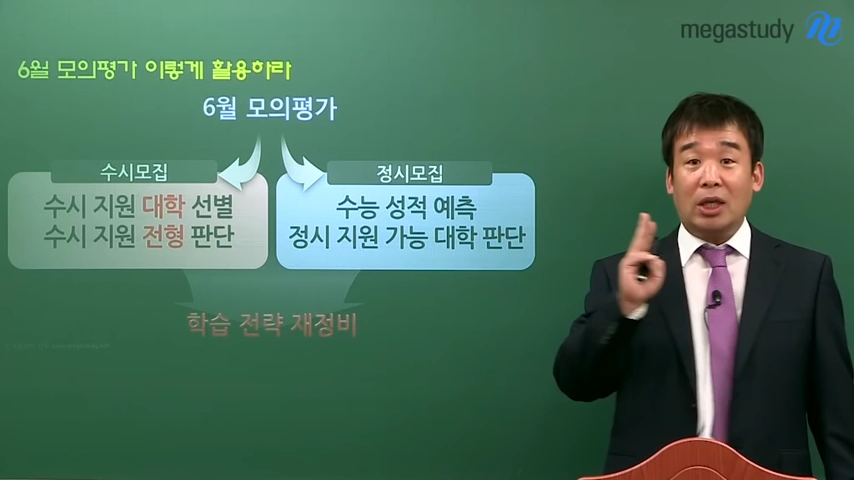 megastudy
6월 모의평가 이렇게 활용하라
6월 모의평가
수시모집
수시 지원 대학 선별
수시 지원 전형 판단
정시모집
수능 성적 예측
정시 지원 가능 대학 판단
학습 전략 재정비